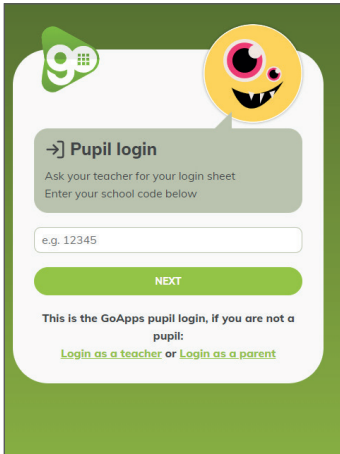 go
Pupil login
Ask your teacher for your login sheet
Enter your school code below
e.g. 12345
NEXT
This is the GoApps pupil login, if you are not a
pupil:
Login as a teacher or Login as a parent